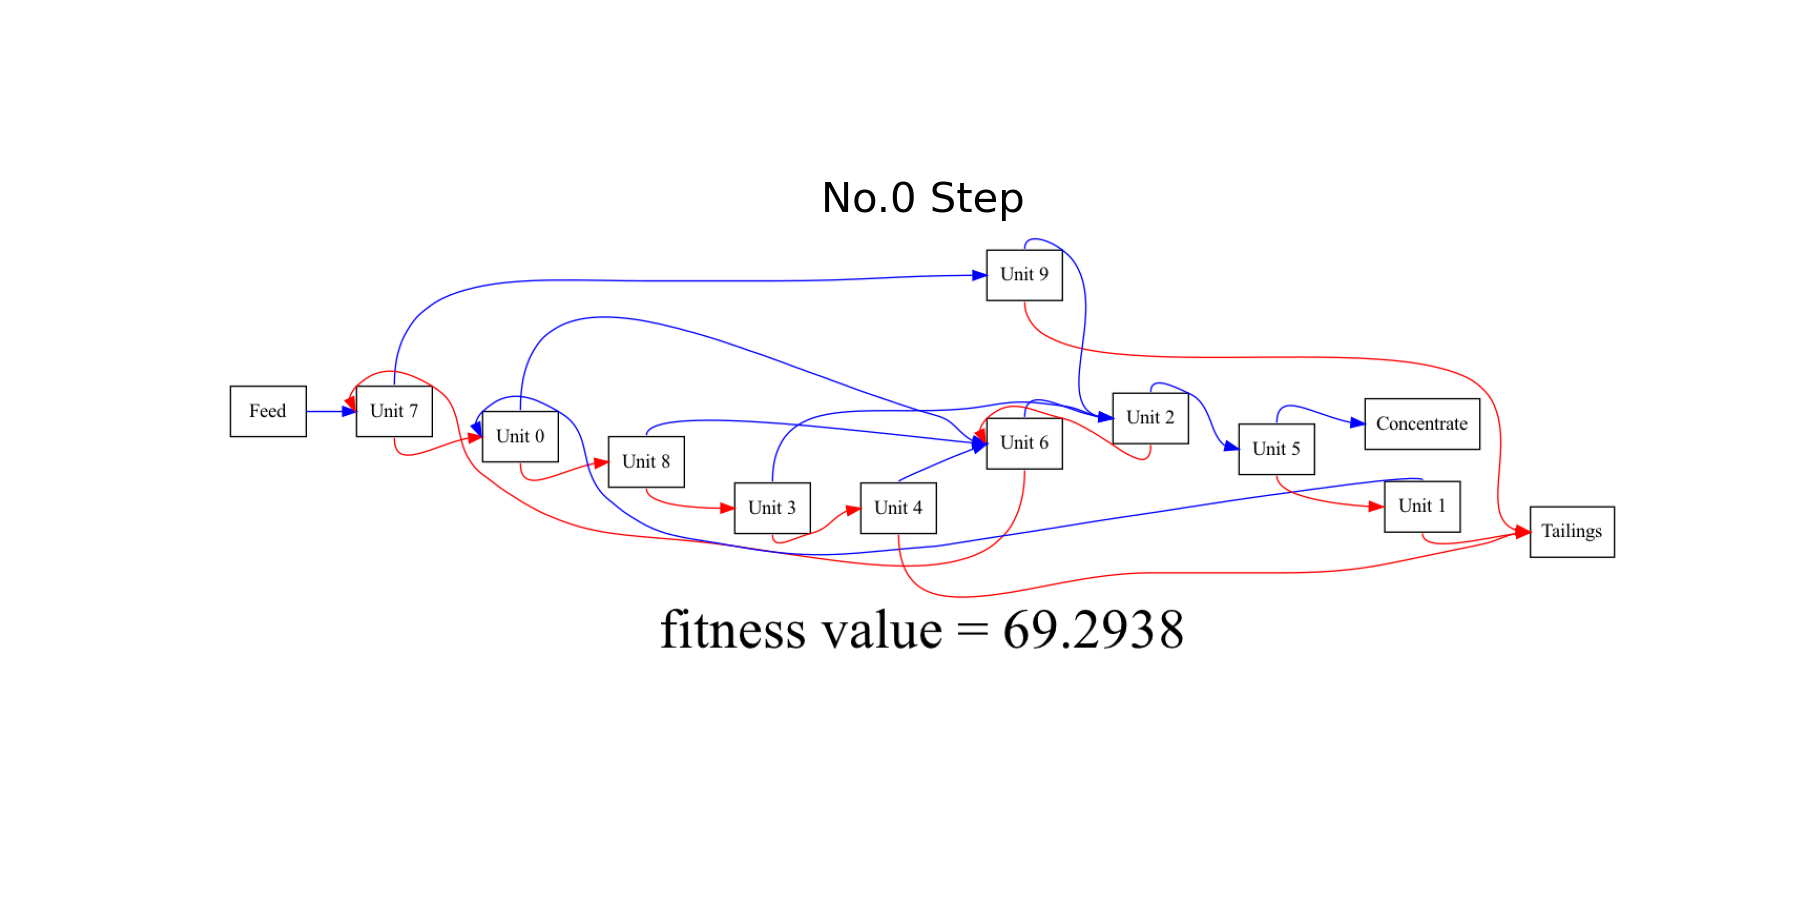 No.0 Step
Unit 9
Feed
Unit 7
Unit 0
Unit 8
Unit 3
Unit 4
Unit 6
Unit 2
Unit 5
Concentrate
Unit 1
Tailings
fitness value = 69.2938